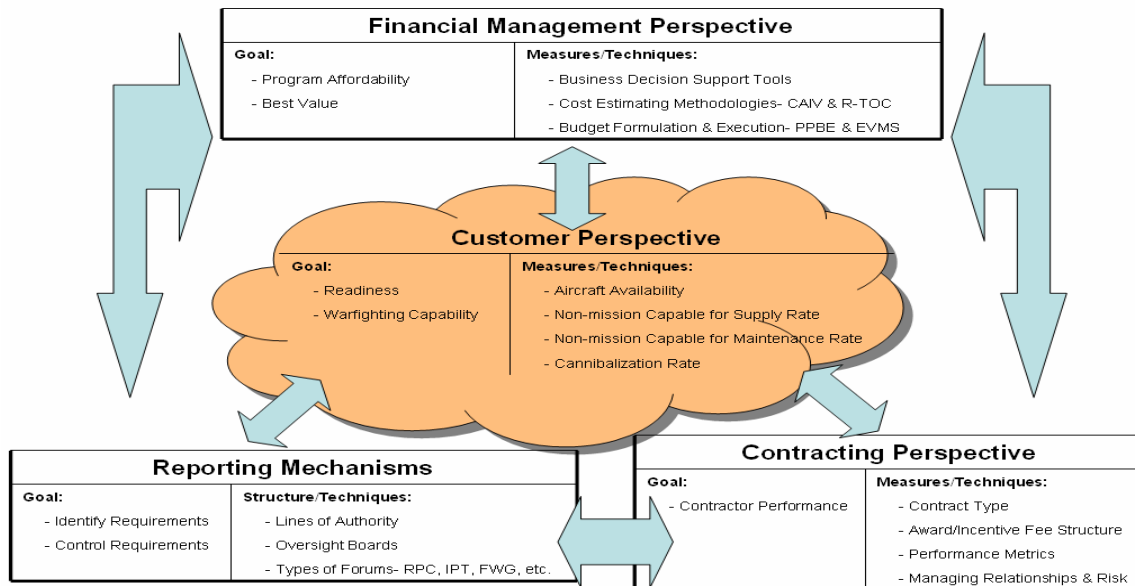 Financial Management Perspective
Goal:
- Program Affordability
- Best Value
Measures/Techniques:
- Business Decision Support Tools
- Cost Estimating Methodologies- CAIV & R-TOC
- Budget Formulation & Execution- PPBE & EVMS
Customer Perspective
Goal:
- Readiness
- Warfighting Capability
Measures/Techniques:
- Aircraft Availability
- Non-mission Capable for Supply Rate
- Non-mission Capable for Maintenance Rate
- Cannibalization Rate
Reporting Mechanisms
Goal:
- Identify Requirements
- Control Requirements
Structure/Techniques:
- Lines of Authority
- Oversight Boards
- Types of Forums- RPC, IPT, FWG, etc.
Contracting Perspective
Goal:
- Contractor Performance
Measures/Techniques:
- Contract Type
- Award/Incentive Fee Structure
- Performance Metrics
- Managing Relationships & Risk